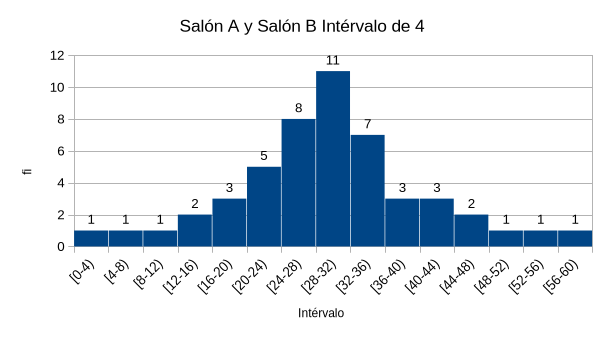 Salón A y Salón B Intérvalo de 4
fi
12
10
8
6
4
2
0
1 1 1 2 3 5 8 11 7 3 3 2 1 1 1
[0-4) [4-8) [8-12) [12-16) [16-20) [20-24) [24-28) [28-32) [32-36) [36-40) [40-44) [44-48) [48-52) [52-56) [56-60)
Intérvalo